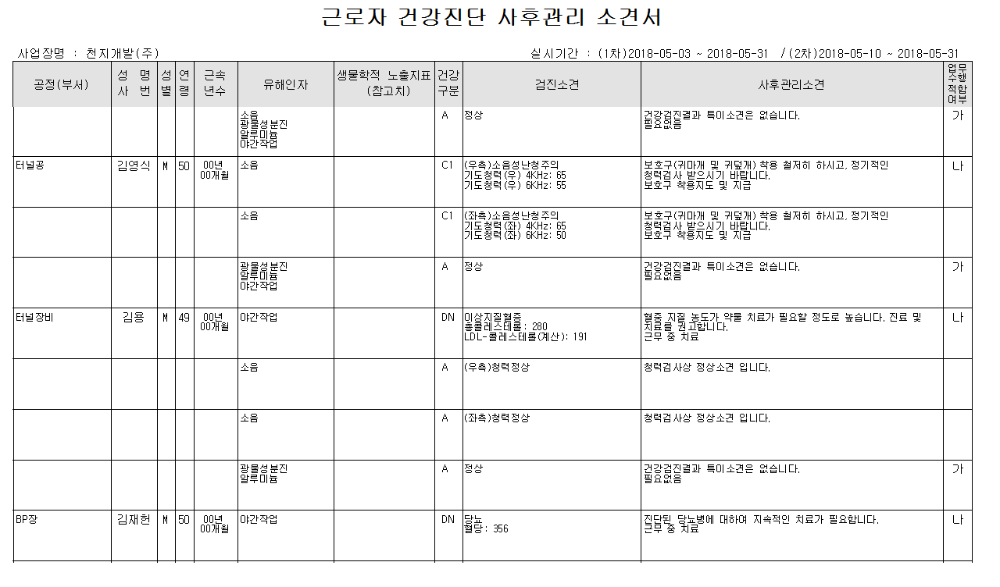 근로자 건강진단 사후관리 소견서
사업장명 : 천지개발(주)
실시기간 : (1차)2018-05-03 ~ 2018-05-31 /(2차)2018-05-10 ~ 2018-05-31
공정(부서)
성 명
사 번
성별
연령
근속
년수
유해인자
생물학적 노출지표
(참고치)
건강
구분
검진소견
사후관리소견
업무
수행
적합
여부
소음
광물성분진
알루미늄
야간작업
A
정상
건강검진결과 특이소견은 없습니다.
필요없음
가
터널공
김영식
M
50
00년
00개월
소음
C1
(우측)소음성난청주의
기도청력(우) 4KHz: 65
기도청력(우) 6KHz: 55
보호구(귀마개 및 귀덮개) 착용 철저히 하시고, 정기적인
청력검사 받으시기 바랍니다.
보호구 착용지도 및 지급
나
소음
C1
(좌측)소음성난청주의
기도청력(좌) 4KHz: 65
기도청력(좌) 6KHz: 50
보호구(귀마개 및 귀덮개) 착용 철저히 하시고, 정기적인
청력검사 받으시기 바랍니다.
보호구 착용지도 및 지급
광물성분진
알루미늄
야간작업
A
정상
건강검진결과 특이소견은 없습니다.
필요없음
가
터널장비
김용
M
49
00년
00개월
야간작업
DN
이상지질혈증
총콜레스테롤: 280
LDL-콜레스테롤(계산): 191
혈중 지질 농도가 약물 치료가 필요할 정도로 높습니다. 진료 및
치료를 권고합니다.
근무 중 치료
나
소음
A
(우측)청력정상
청력검사상 정상소견 입니다.
소음
A
(좌측)청력정상
청력검사상 정상소견 입니다.
광물성분진
알루미늄
A
정상
건강검진결과 특이소견은 없습니다.
필요없음
가
BP장
김재헌
M
50
00년
00개월
야간작업
DN
당뇨
혈당: 356
진단된 당뇨병에 대하여 지속적인 치료가 필요합니다.
근무 중 치료
나